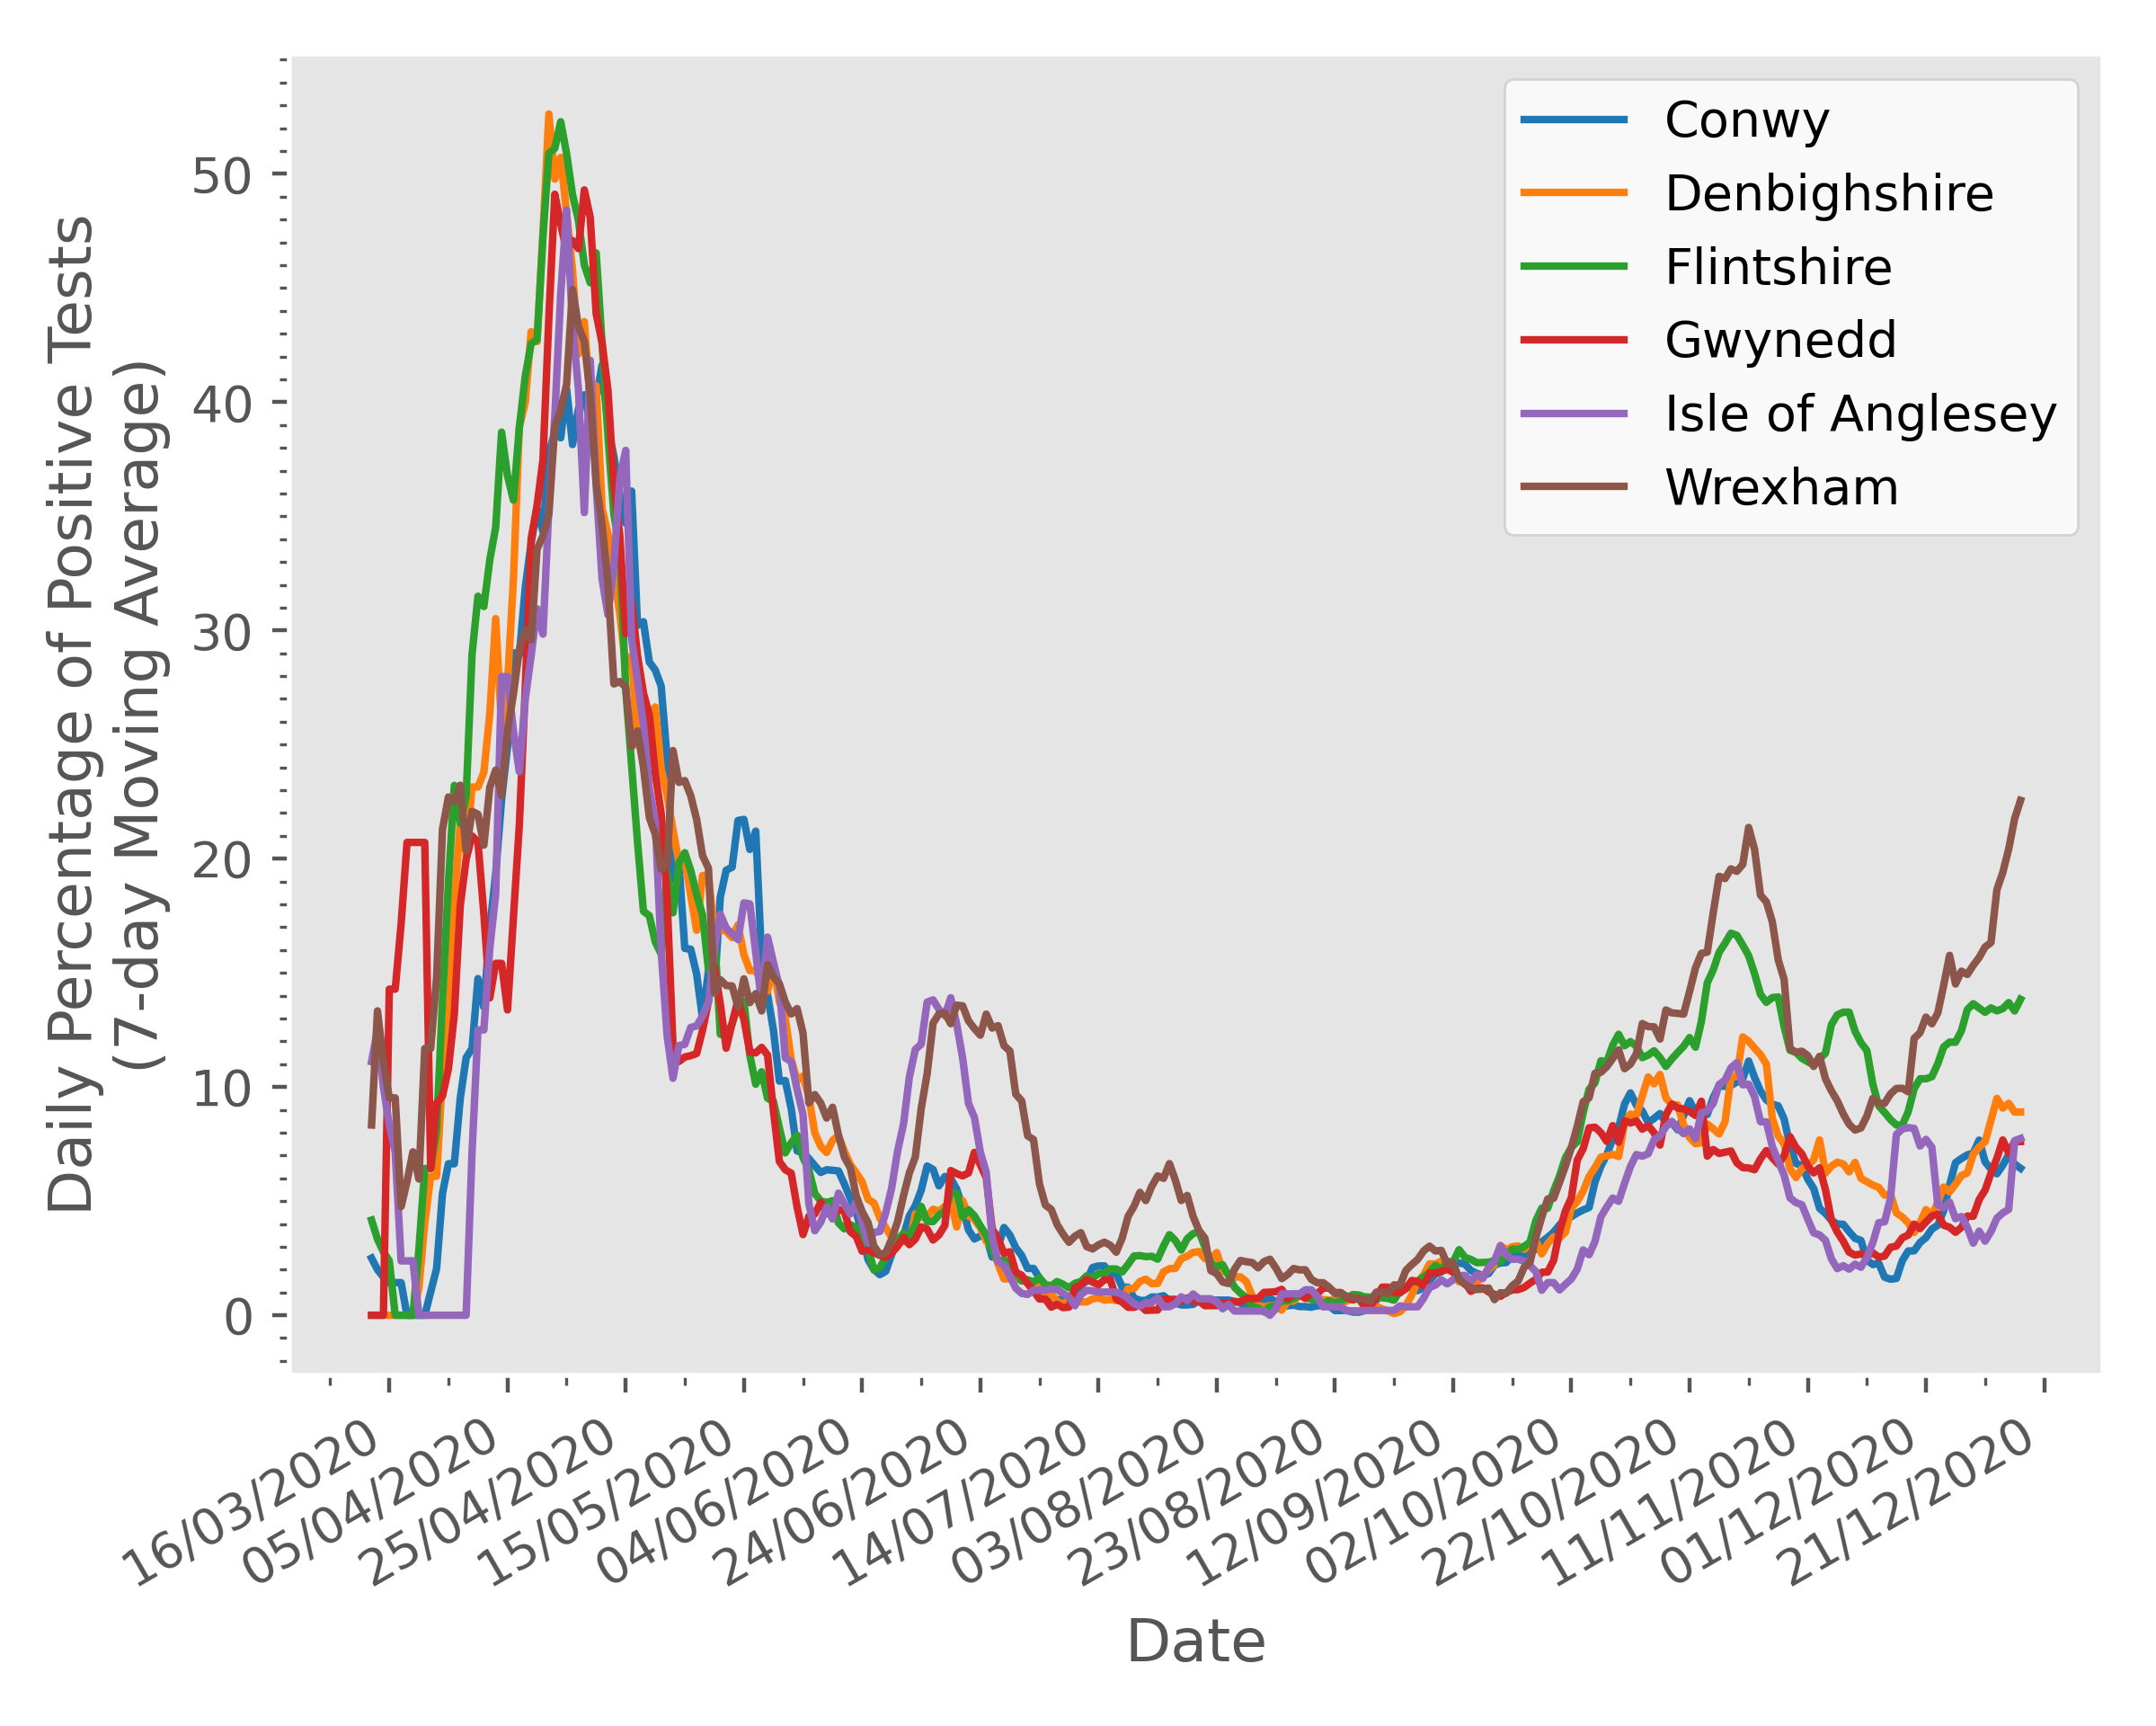 Daily Percentage of Positive Tests
(7-day Moving Average)
50
40
30
20
10
0
Conwy
Denbighshire
Flintshire
Gwynedd
Isle of Anglesey
Wrexham
16/03/2020
05/04/2020
25/04/2020
15/05/2020
04/06/2020
24/06/2020
14/07/2020
03/08/2020
23/08/2020
12/09/2020
02/10/2020
22/10/2020
11/11/2020
01/12/2020
21/12/2020
Date